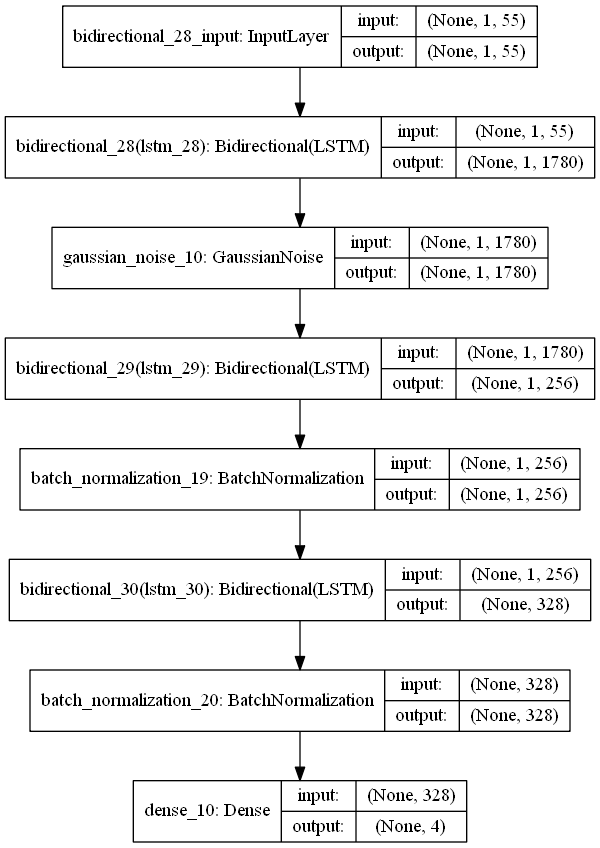 bidirectional_28_input: InputLayer
input: (None, 1, 55)
output: (None, 1, 55)
bidirectional_28(lstm_28): Bidirectional(LSTM)
input: (None, 1, 55)
output: (None, 1, 1780)
gaussian_noise_10: GaussianNoise
input: (None, 1, 1780)
output: (None, 1, 1780)
bidirectional_29(lstm_29): Bidirectional(LSTM)
input: (None, 1, 1780)
output: (None, 1, 256)
batch_normalization_19: BatchNormalization
input: (None, 1, 256)
output: (None, 1, 256)
bidirectional_30(lstm_30): Bidirectional(LSTM)
input: (None, 1, 256)
output: (None, 328)
batch_normalization_20: BatchNormalization
input: (None, 328)
output: (None, 328)
dense_10: Dense
input: (None, 328)
output: (None, 4)